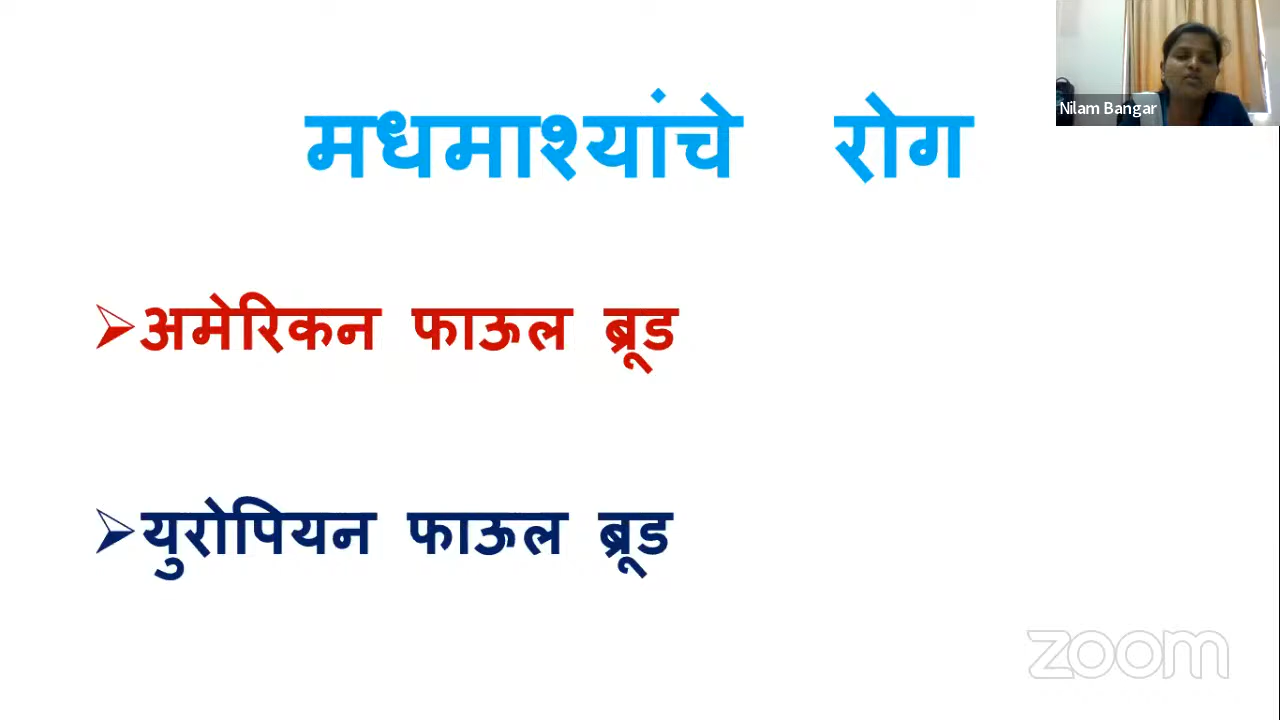 मधमाश्यांचे रोग
Nilam Bangar
➢अमेरिकन फाऊल ब्रूड
➢युरोपियन फाऊल ब्रूड
zoom